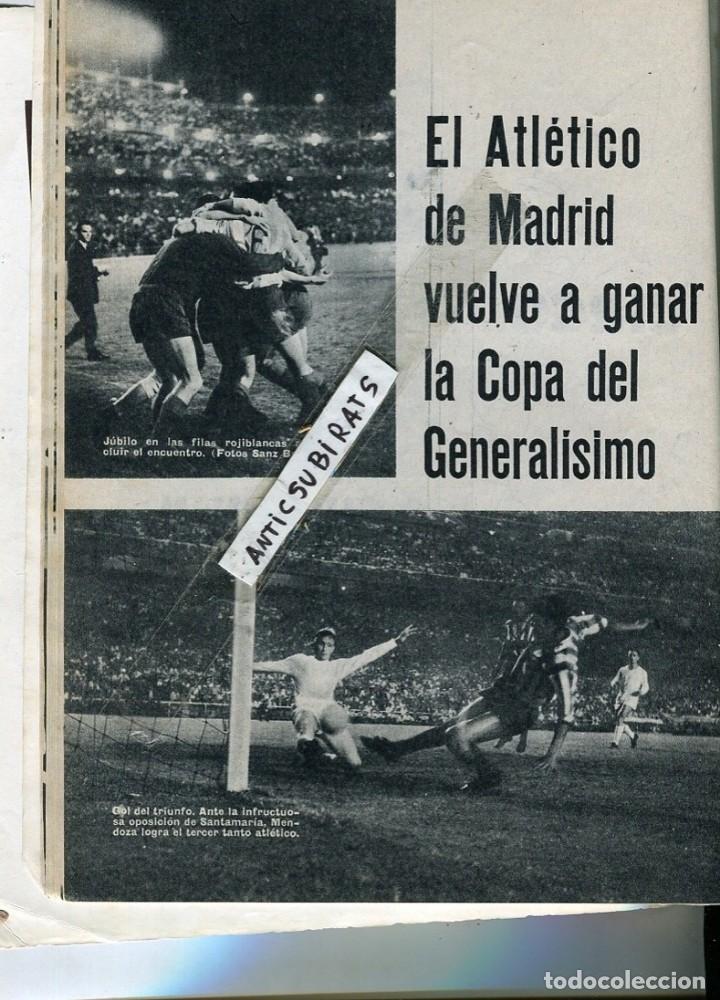 El Atlético
de Madrid
vuelve a ganar
la Copa del
Generalísimo
Júbilo en las filas rojiblancas
cluir el encuentro. (Fotos Sanz B
ANTIC SUBIRATS
Gol del triunfo. Ante la infructuo-
sa oposición de Santamaría, Men-
doza logra el tercer tanto atlético.
todocoleccion